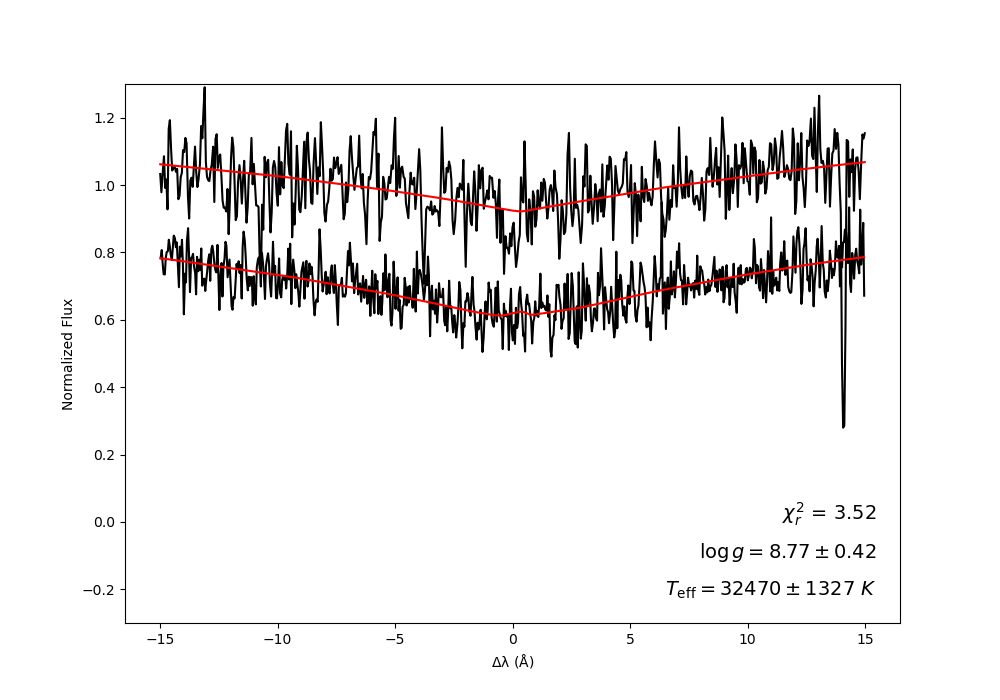 1.2
1.0
0.8
0.6
0.4
0.2
0.0
−0.2
Normalized Flux
χ²ᵣ = 3.52
log g = 8.77 ± 0.42
T_eff = 32470 ± 1327 K
−15 −10 −5 0 5 10 15
Δλ (Å)